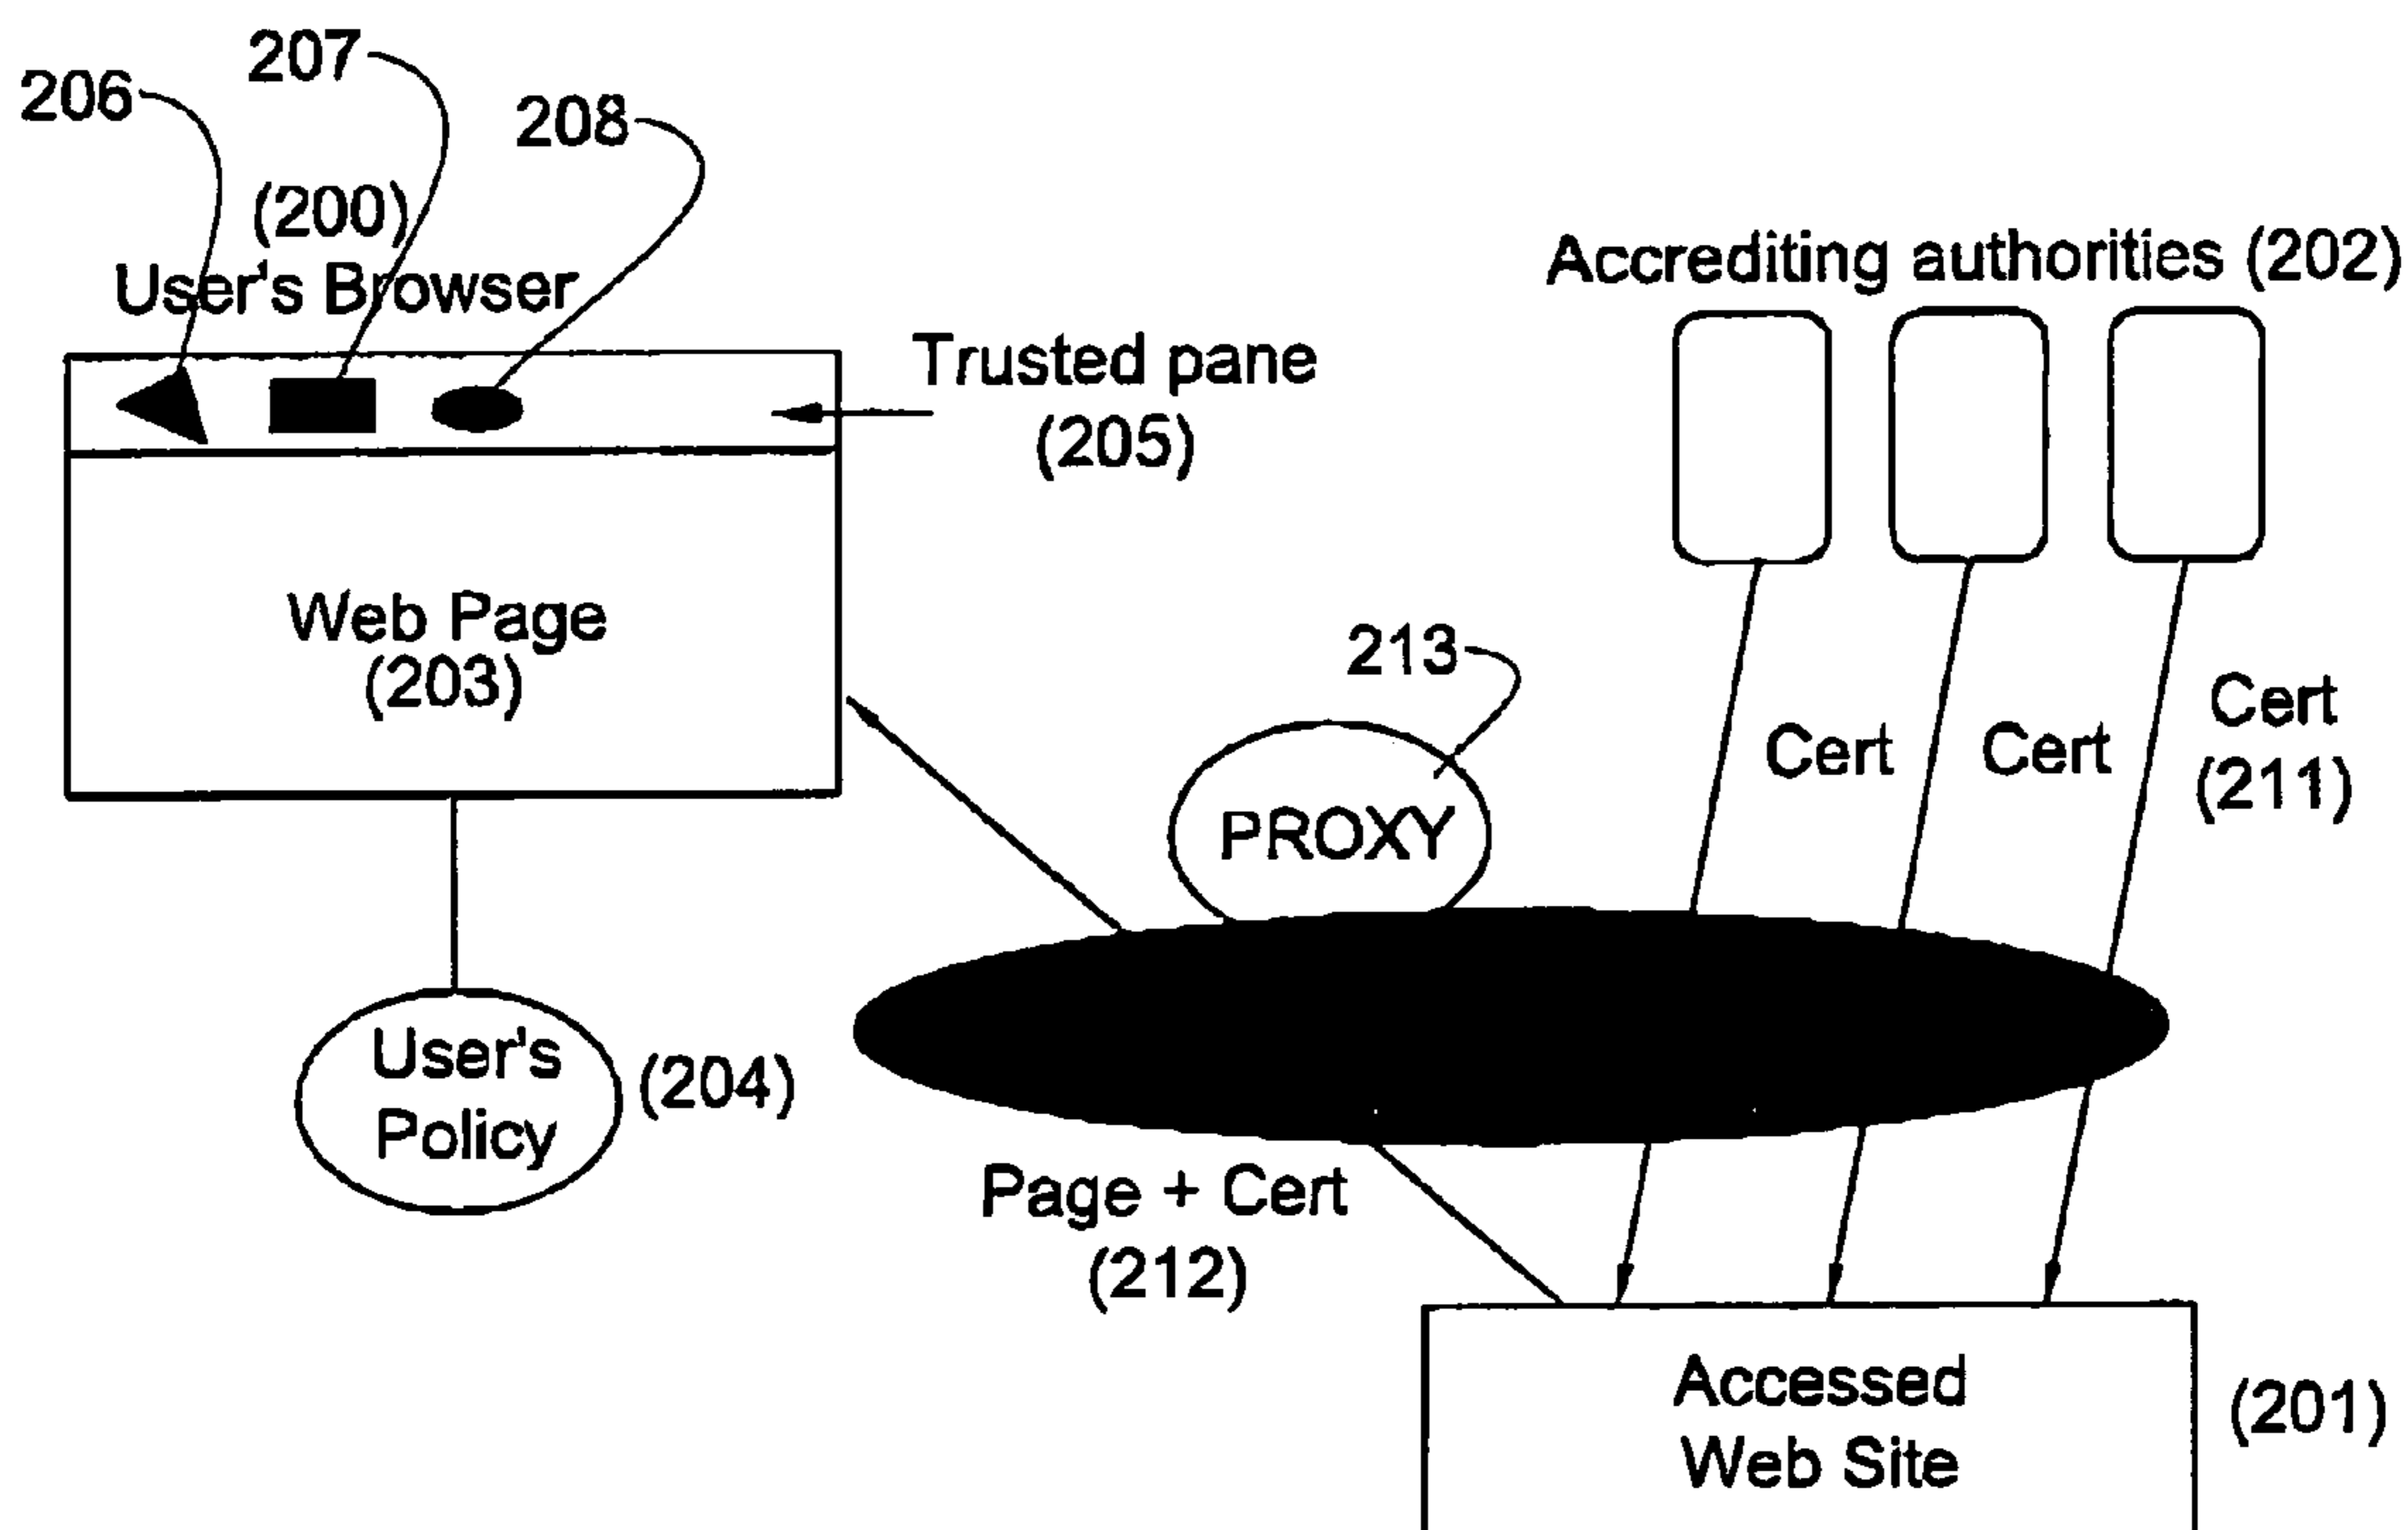 206
207
208
(200)
User's Browser
Trusted pane
(205)
Accrediting authorities (202)
Web Page
(203)
213
PROXY
Cert
Cert
Cert
(211)
User's
Policy
(204)
Page + Cert
(212)
Accessed
Web Site
(201)